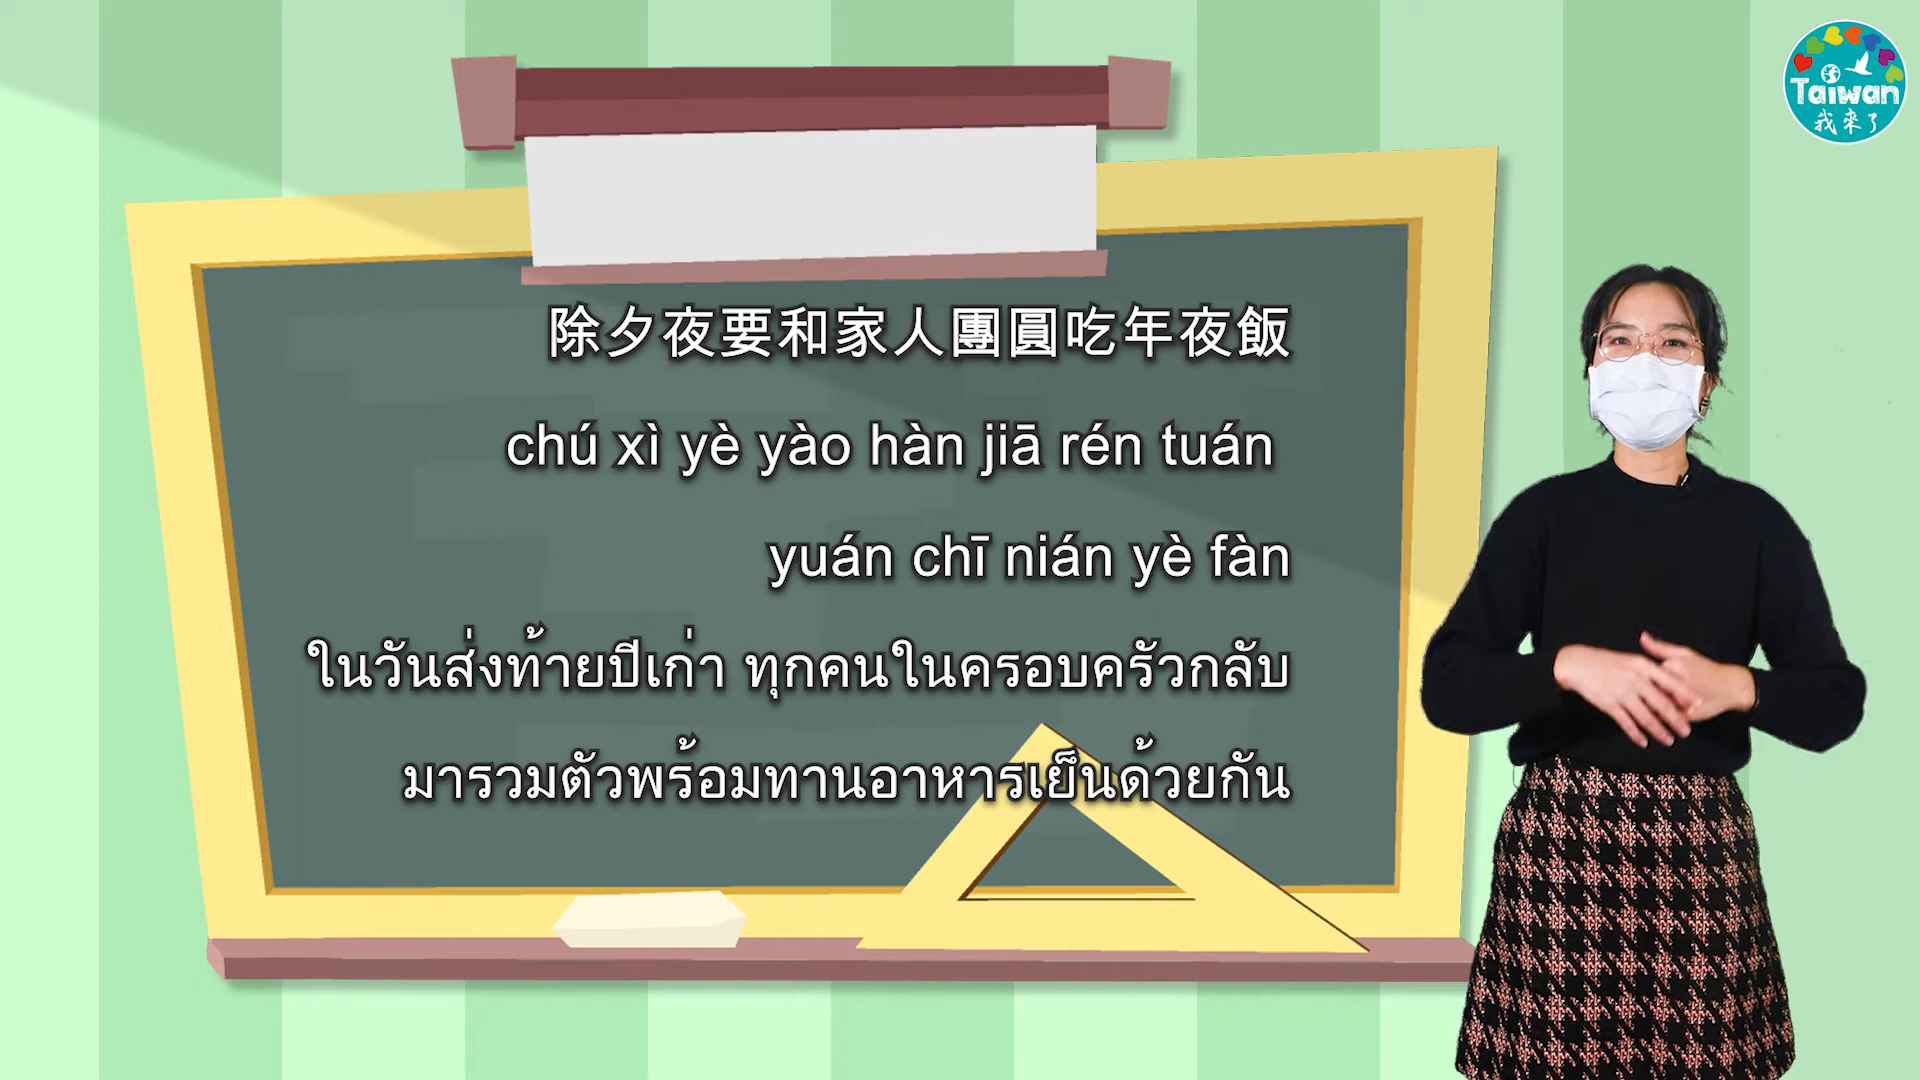 除夕夜要和家人團圓吃年夜飯
chú xì yè yào hàn jiā rén tuán
yuán chī nián yè fàn
ในวันส่งท้ายปีเก่า ทุกคนในครอบครัวกลับ
มารวมตัวพร้อมทานอาหารเย็นด้วยกัน
Taiwan
我來了